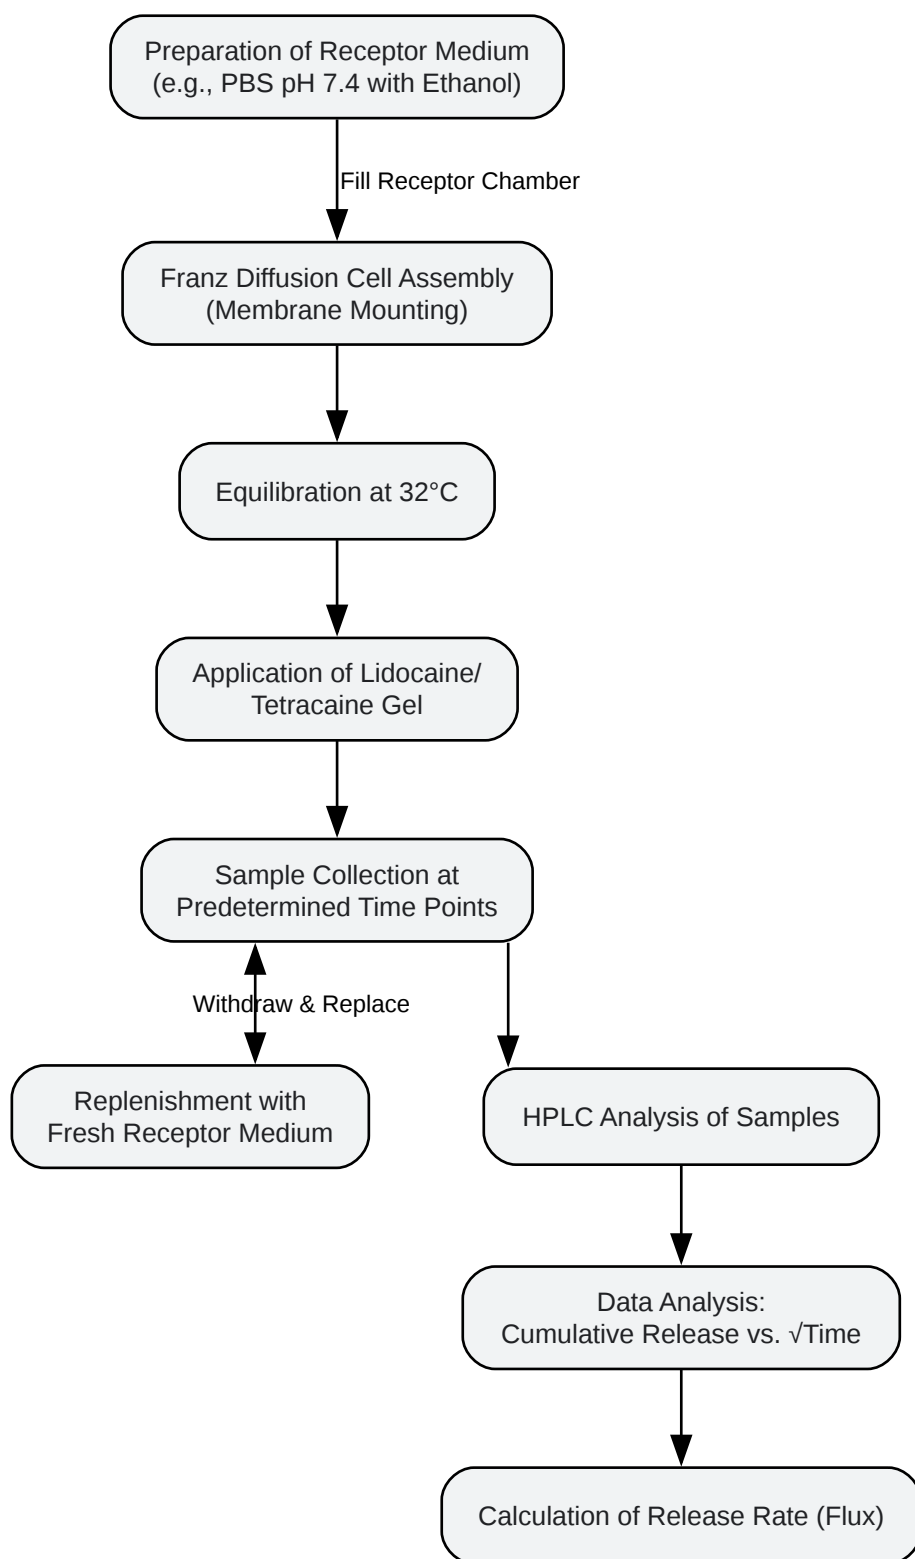 Preparation of Receptor Medium
(e.g., PBS pH 7.4 with Ethanol)
Fill Receptor Chamber
Franz Diffusion Cell Assembly
(Membrane Mounting)
Equilibration at 32°C
Application of Lidocaine/
Tetracaine Gel
Sample Collection at
Predetermined Time Points
Withdraw & Replace
Replenishment with
Fresh Receptor Medium
HPLC Analysis of Samples
Data Analysis:
Cumulative Release vs. √Time
Calculation of Release Rate (Flux)